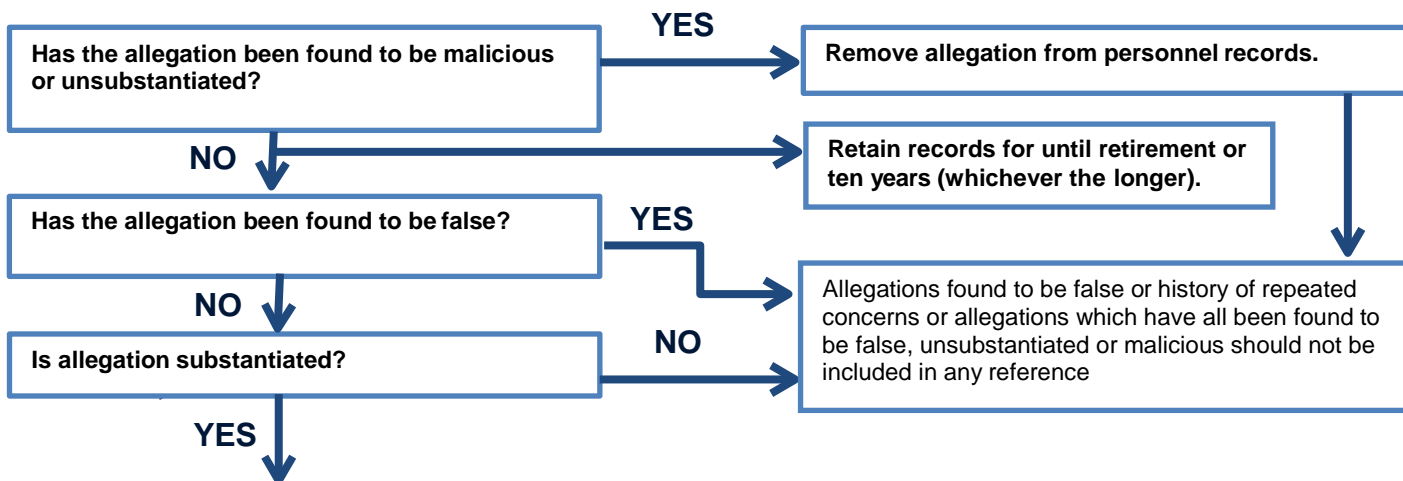 YES
Has the allegation been found to be malicious
or unsubstantiated?
Remove allegation from personnel records.
NO
Retain records for until retirement or
ten years (whichever the longer).
Has the allegation been found to be false?
YES
NO
Allegations found to be false or history of repeated
concerns or allegations which have all been found to
be false, unsubstantiated or malicious should not be
included in any reference
Is allegation substantiated?
NO
YES